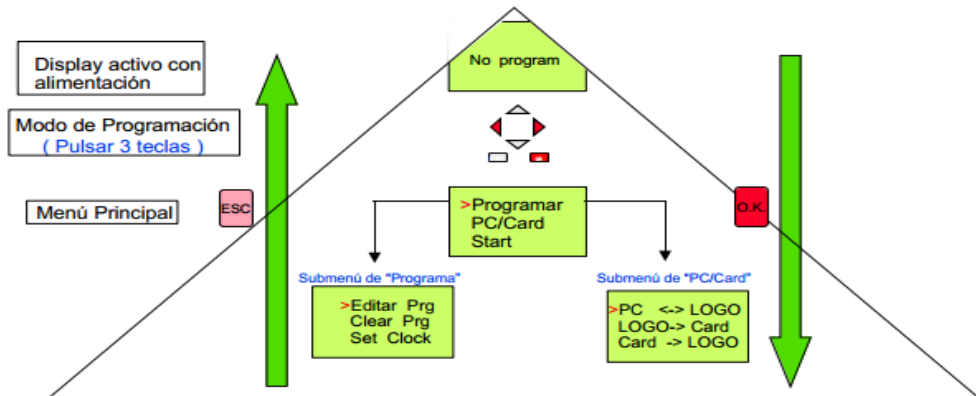 No program
Display activo con
alimentación
Modo de Programación
( Pulsar 3 teclas )
Menú Principal
ESC
>Programar
PC/Card
Start
O.K.
Submenú de "Programa"
>Editar Prg
Clear Prg
Set Clock
Submenú de "PC/Card"
>PC <-> LOGO
LOGO-> Card
Card -> LOGO